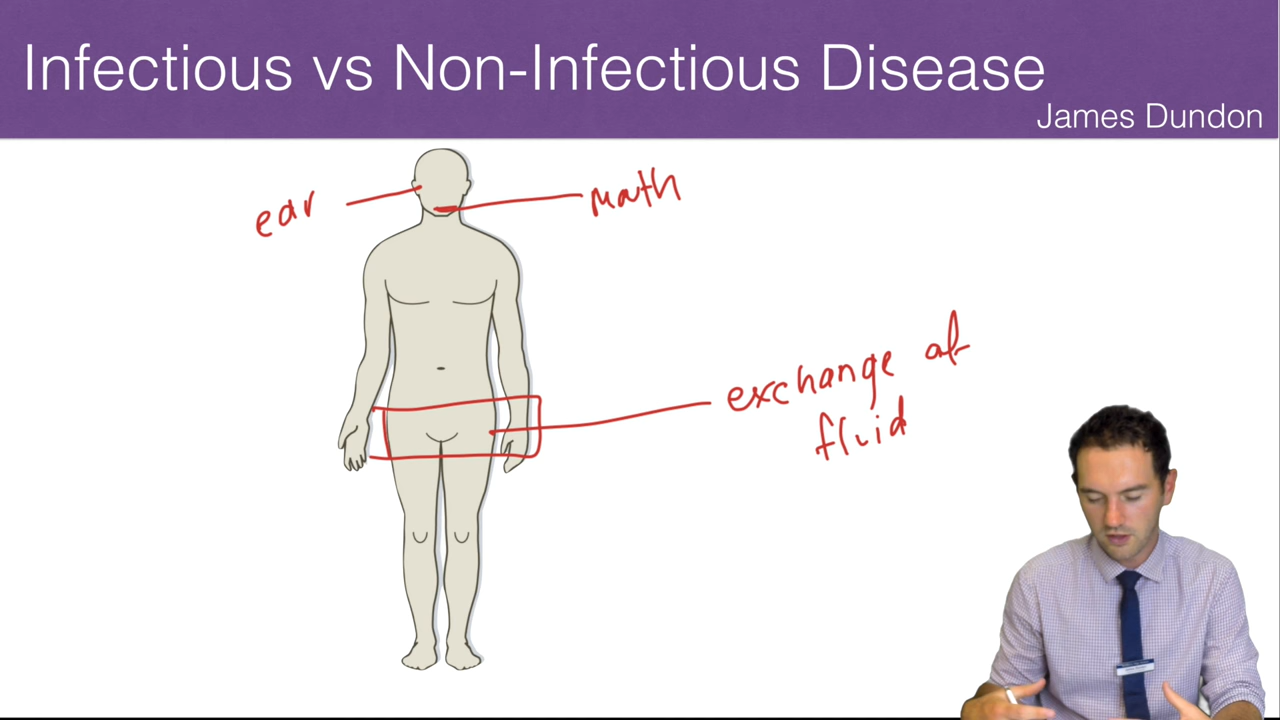 Infectious vs Non-Infectious Disease
James Dundon
ear
mouth
exchange of
fluid